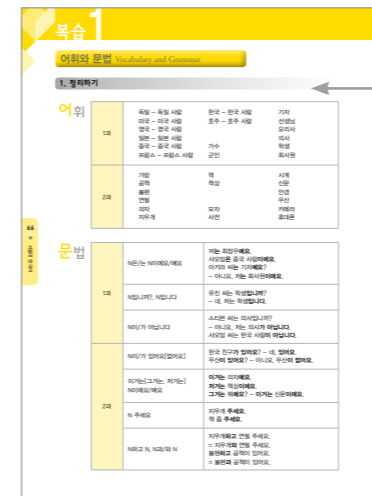 복습 1
어휘와 문법 Vocabulary and Grammar
1. 정리하기
어휘
1과
독일 – 독일 사람
미국 – 미국 사람
영국 – 영국 사람
일본 – 일본 사람
중국 – 중국 사람
프랑스 – 프랑스 사람
한국 – 한국 사람
호주 – 호주 사람
가수
군인
기자
선생님
요리사
의사
학생
회사원
2과
가방
공책
볼펜
연필
의자
지우개
책
책상
모자
사전
시계
신문
안경
우산
카메라
휴대폰
66
문법
1과
N은/는 N이에요/예요
저는 최정우예요.
샤오밍은 중국 사람이에요.
마키라 씨는 기자예요?
– 아니요, 저는 회사원이에요.
N입니까?, N입니다
유진 씨는 학생입니까?
– 네, 저는 학생입니다.
N이/가 아닙니다
스티븐 씨는 의사입니까?
– 아니요, 저는 의사가 아닙니다.
샤오밍 씨는 한국 사람이 아닙니다.
2과
N이/가 있어요[없어요]
한국 친구가 있어요? – 네, 있어요.
우산이 있어요? – 아니요, 우산이 없어요.
이거는[그거는, 저거는]
N이에요/예요
이거는 의자예요.
저거는 책상이에요.
그거는 뭐예요? – 이거는 신문이에요.
N 주세요
지우개 주세요.
책 좀 주세요.
N하고 N, N과/와 N
지우개하고 연필 주세요.
= 지우개와 연필 주세요.
볼펜하고 공책이 있어요.
= 볼펜과 공책이 있어요.